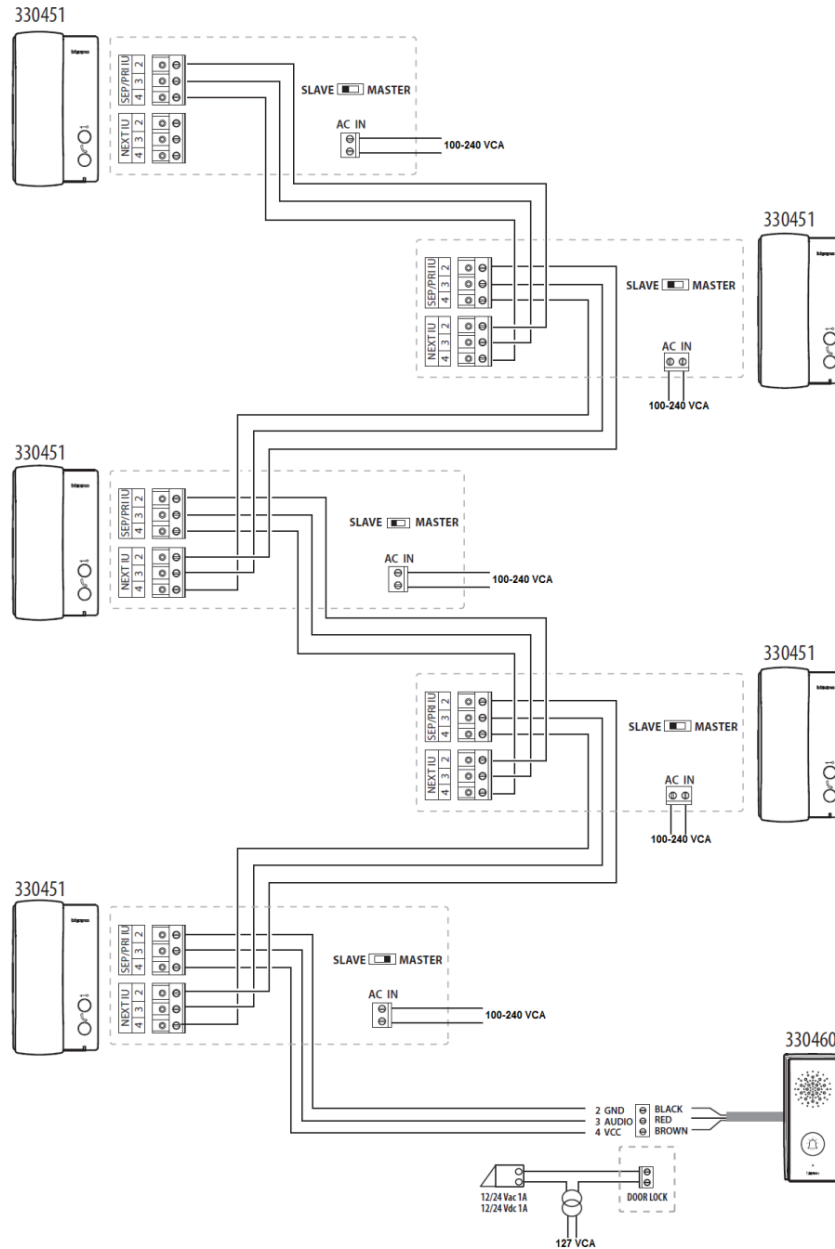 330451
SEP/PRI IU 2 3 4
NEXT IU 2 3 4
SLAVE MASTER
AC IN
100-240 VCA
330451
SEP/PRI IU 2 3 4
NEXT IU 2 3 4
SLAVE MASTER
AC IN
100-240 VCA
330451
SEP/PRI IU 2 3 4
NEXT IU 2 3 4
SLAVE MASTER
AC IN
100-240 VCA
330451
SEP/PRI IU 2 3 4
NEXT IU 2 3 4
SLAVE MASTER
AC IN
100-240 VCA
330451
SEP/PRI IU 2 3 4
NEXT IU 2 3 4
SLAVE MASTER
AC IN
100-240 VCA
330460
2 GND BLACK
3 AUDIO RED
4 VCC BROWN
12/24 Vac 1A
12/24 Vdc 1A
DOOR LOCK
127 VCA